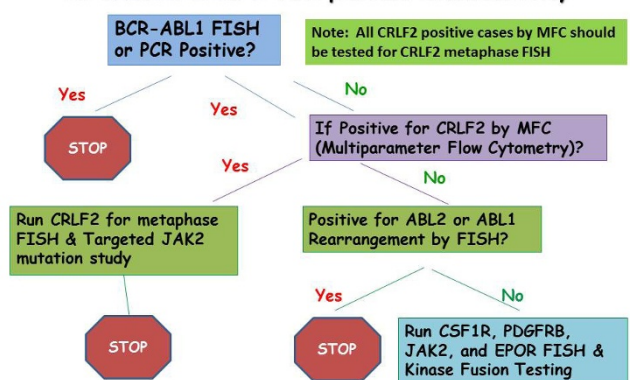 BCR-ABL1 FISH
or PCR Positive?
Note: All CRLF2 positive cases by MFC should
be tested for CRLF2 metaphase FISH
Yes
Yes
No
STOP
If Positive for CRLF2 by MFC
(Multiparameter Flow Cytometry)?
Yes
No
Run CRLF2 for metaphase
FISH & Targeted JAK2
mutation study
Positive for ABL2 or ABL1
Rearrangement by FISH?
Yes
No
STOP
STOP
Run CSF1R, PDGFRB,
JAK2, and EPOR FISH &
Kinase Fusion Testing